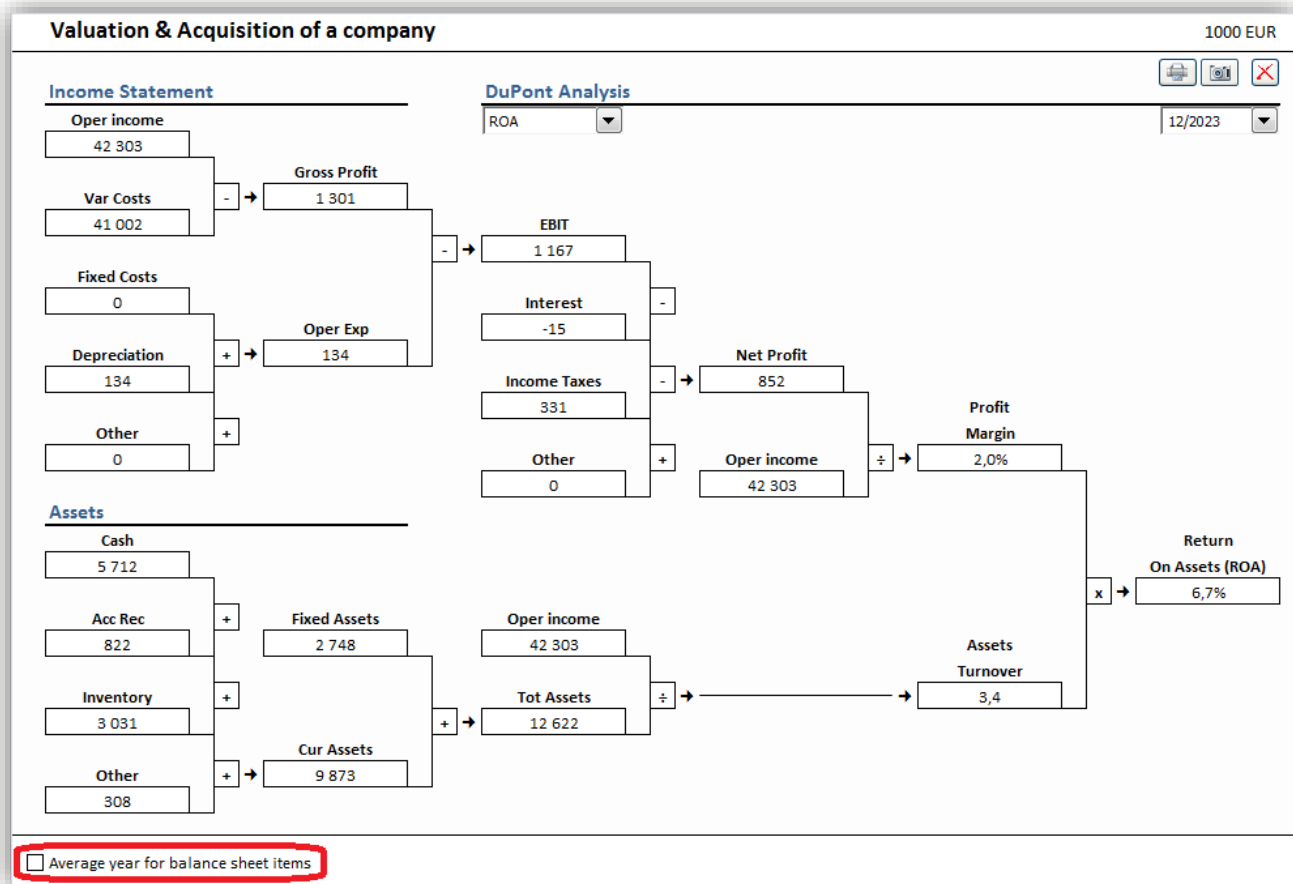 Valuation & Acquisition of a company
1000 EUR
Income Statement
DuPont Analysis
ROA
12/2023
Oper income
42 303
Var Costs
41 002
-
Gross Profit
1 301
Fixed Costs
0
Depreciation
134
+
Oper Exp
134
Other
0
+
-
EBIT
1 167
Interest
-15
-
Income Taxes
331
-
Net Profit
852
Other
0
+
Oper income
42 303
÷
Profit
Margin
2,0%
Assets
Cash
5 712
+
Acc Rec
822
Inventory
3 031
+
Other
308
+
Fixed Assets
2 748
Cur Assets
9 873
+
Oper income
42 303
Tot Assets
12 622
÷
Assets
Turnover
3,4
x
Return
On Assets (ROA)
6,7%
Average year for balance sheet items